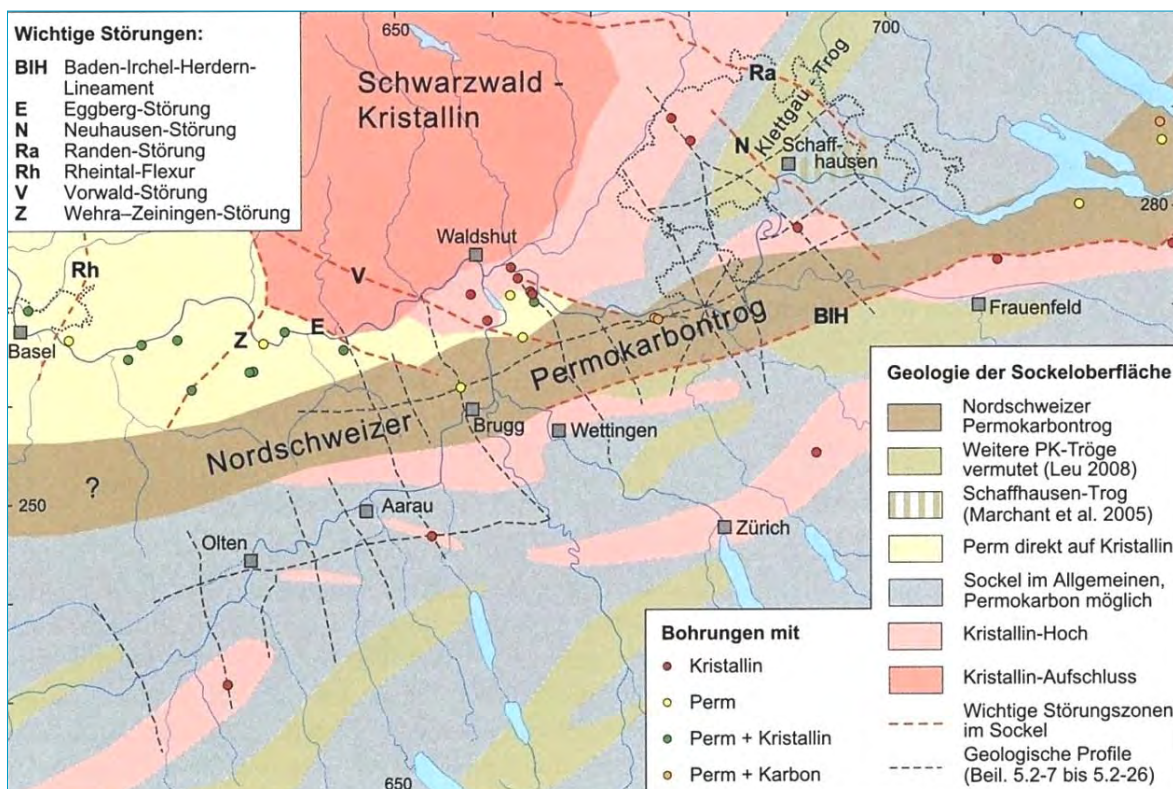 Wichtige Störungen:
BIH Baden-Irchel-Herdern-
Lineament
E Eggberg-Störung
N Neuhausen-Störung
Ra Randen-Störung
Rh Rheintal-Flexur
V Vorwald-Störung
Z Wehra–Zeiningen-Störung
650
700
Schwarzwald -
Kristallin
Ra
Klettgau - Trog
N
Schaff-
hausen
280
Waldshut
Rh
V
Basel
Z
E
BIH
Frauenfeld
Nordschweizer Permokarbontrog
Brugg
Wettingen
?
250
Aarau
Olten
Zürich
650
Geologie der Sockeloberfläche:
Nordschweizer
Permokarbontrog
Weitere PK-Tröge
vermutet (Leu 2008)
Schaffhausen-Trog
(Marchant et al. 2005)
Perm direkt auf Kristallin
Sockel im Allgemeinen,
Permokarbon möglich
Kristallin-Hoch
Kristallin-Aufschluss
Wichtige Störungszonen
im Sockel
Geologische Profile
(Beil. 5.2-7 bis 5.2-26)
Bohrungen mit
Kristallin
Perm
Perm + Kristallin
Perm + Karbon